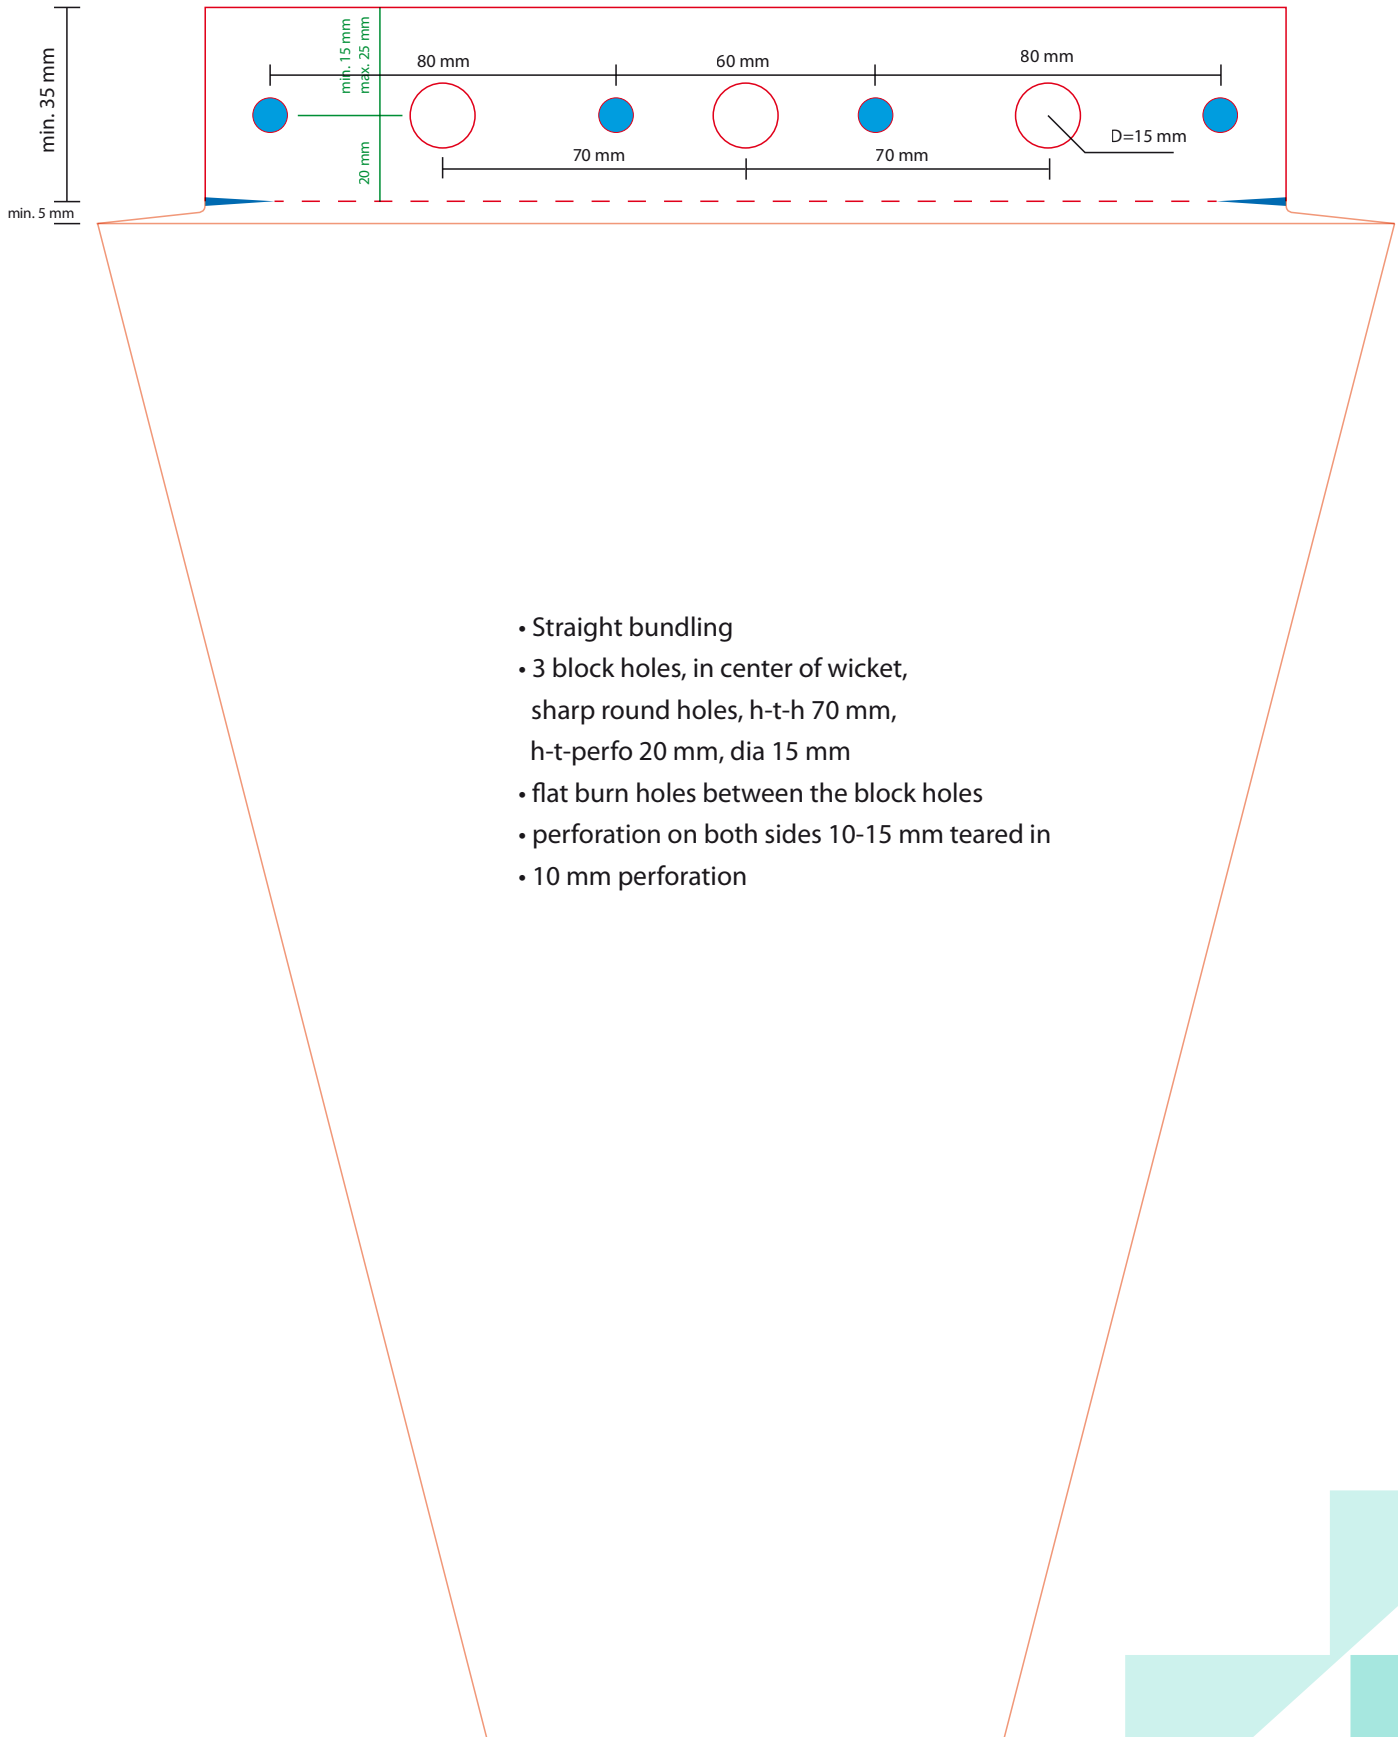 min. 35 mm
min. 5 mm
min. 15 mm
max. 25 mm
20 mm
80 mm
60 mm
80 mm
70 mm
70 mm
D=15 mm
• Straight bundling
• 3 block holes, in center of wicket,
sharp round holes, h-t-h 70 mm,
h-t-perfo 20 mm, dia 15 mm
• flat burn holes between the block holes
• perforation on both sides 10-15 mm teared in
• 10 mm perforation